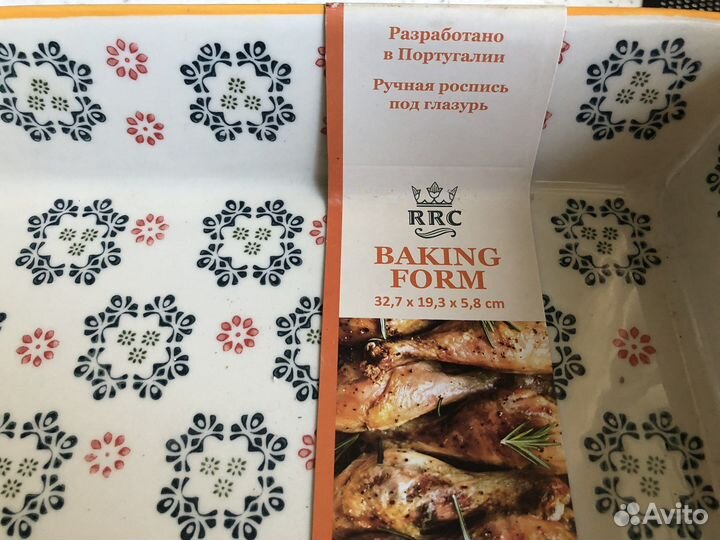 Разработано
в Португалии
Ручная роспись
под глазурь
RRC
BAKING
FORM
32,7 x 19,3 x 5,8 cm
Avito